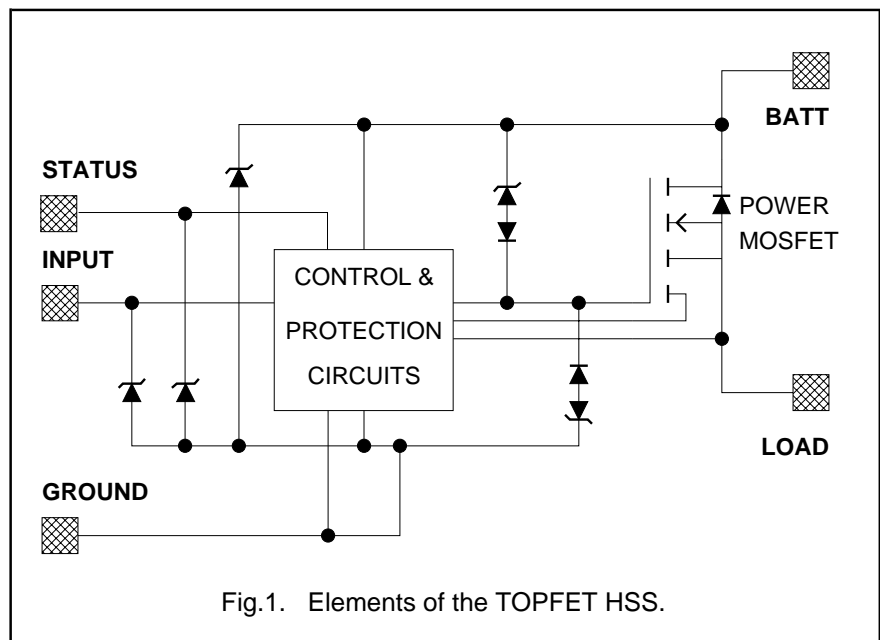 BATT
STATUS
INPUT
POWER
MOSFET
CONTROL &
PROTECTION
CIRCUITS
LOAD
GROUND
Fig.1. Elements of the TOPFET HSS.